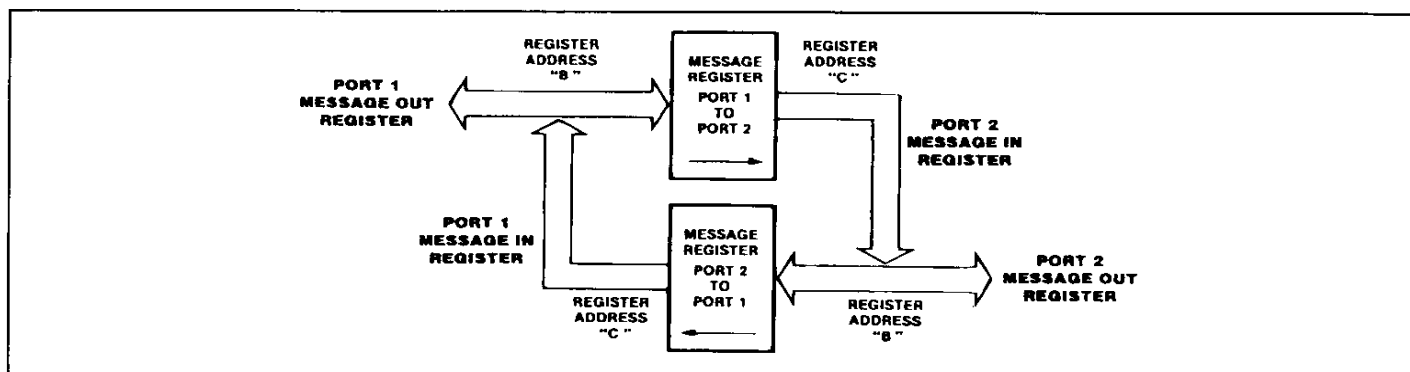 REGISTER
ADDRESS
"B"
PORT 1
MESSAGE OUT
REGISTER
MESSAGE
REGISTER
PORT 1
TO
PORT 2
REGISTER
ADDRESS
"C"
PORT 2
MESSAGE IN
REGISTER
PORT 1
MESSAGE IN
REGISTER
MESSAGE
REGISTER
PORT 2
TO
PORT 1
REGISTER
ADDRESS
"C"
PORT 2
MESSAGE OUT
REGISTER
REGISTER
ADDRESS
"B"